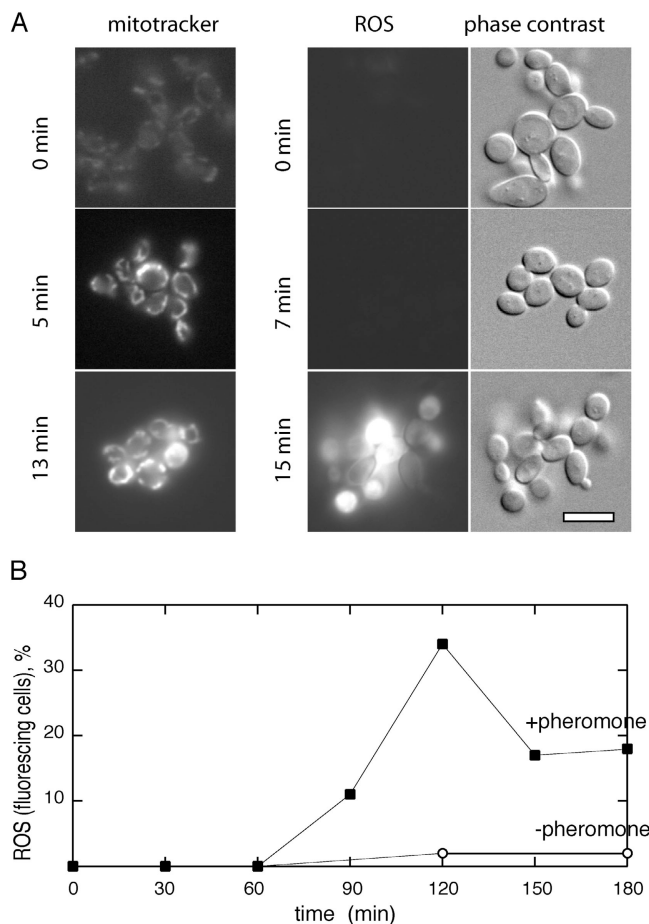 A
mitotracker
ROS
phase contrast
0 min
0 min
5 min
7 min
13 min
15 min
B
ROS (fluorescing cells), %
40
30
20
10
+pheromone
-pheromone
0
30
60
90
120
150
180
time (min)